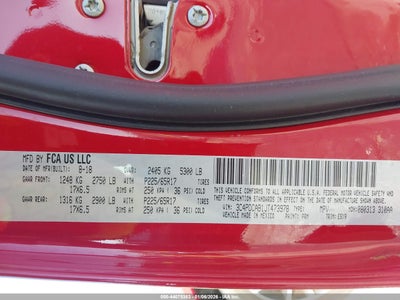 MFD BY FCA US LLC
DATE OF MFR(BUILT): 8-18 GVWR: 2405 KG 5300 LB
GAWR FRONT: 1248 KG 2750 LB WITH P225/65R17 TIRES
17X6.5 RIMS AT 250 KPA ( 36 PSI) COLD
GAWR REAR: 1316 KG 2900 LB WITH P225/65R17 TIRES
17X6.5 RIMS AT 250 KPA ( 36 PSI) COLD
THIS VEHICLE CONFORMS TO ALL APPLICABLE U.S.A. FEDERAL MOTOR VEHICLE SAFETY
AND THEFT PREVENTION STANDARDS IN EFFECT ON THE DATE OF MANUFACTURE SHOWN ABOVE.
MADE IN: Mexico
VIN: TYPE: MPV